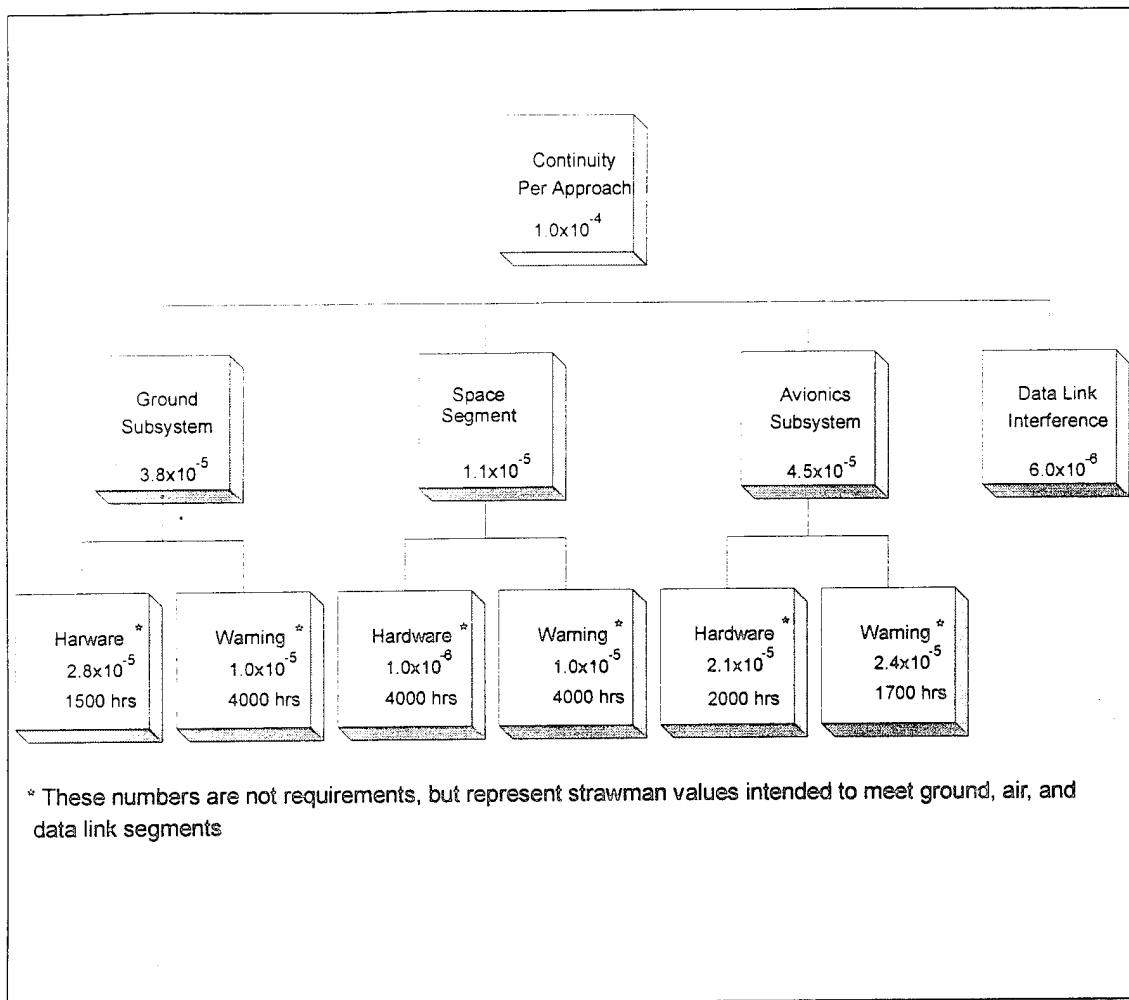 Continuity
Per Approach
1.0x10⁻⁴
Ground
Subsystem
3.8x10⁻⁵
Space
Segment
1.1x10⁻⁵
Avionics
Subsystem
4.5x10⁻⁵
Data Link
Interference
6.0x10⁻⁶
Harware *
2.8x10⁻⁵
1500 hrs
Warning *
1.0x10⁻⁵
4000 hrs
Hardware *
1.0x10⁻⁶
4000 hrs
Warning *
1.0x10⁻⁵
4000 hrs
Hardware *
2.1x10⁻⁵
2000 hrs
Warning *
2.4x10⁻⁵
1700 hrs
* These numbers are not requirements, but represent strawman values intended to meet ground, air, and
data link segments